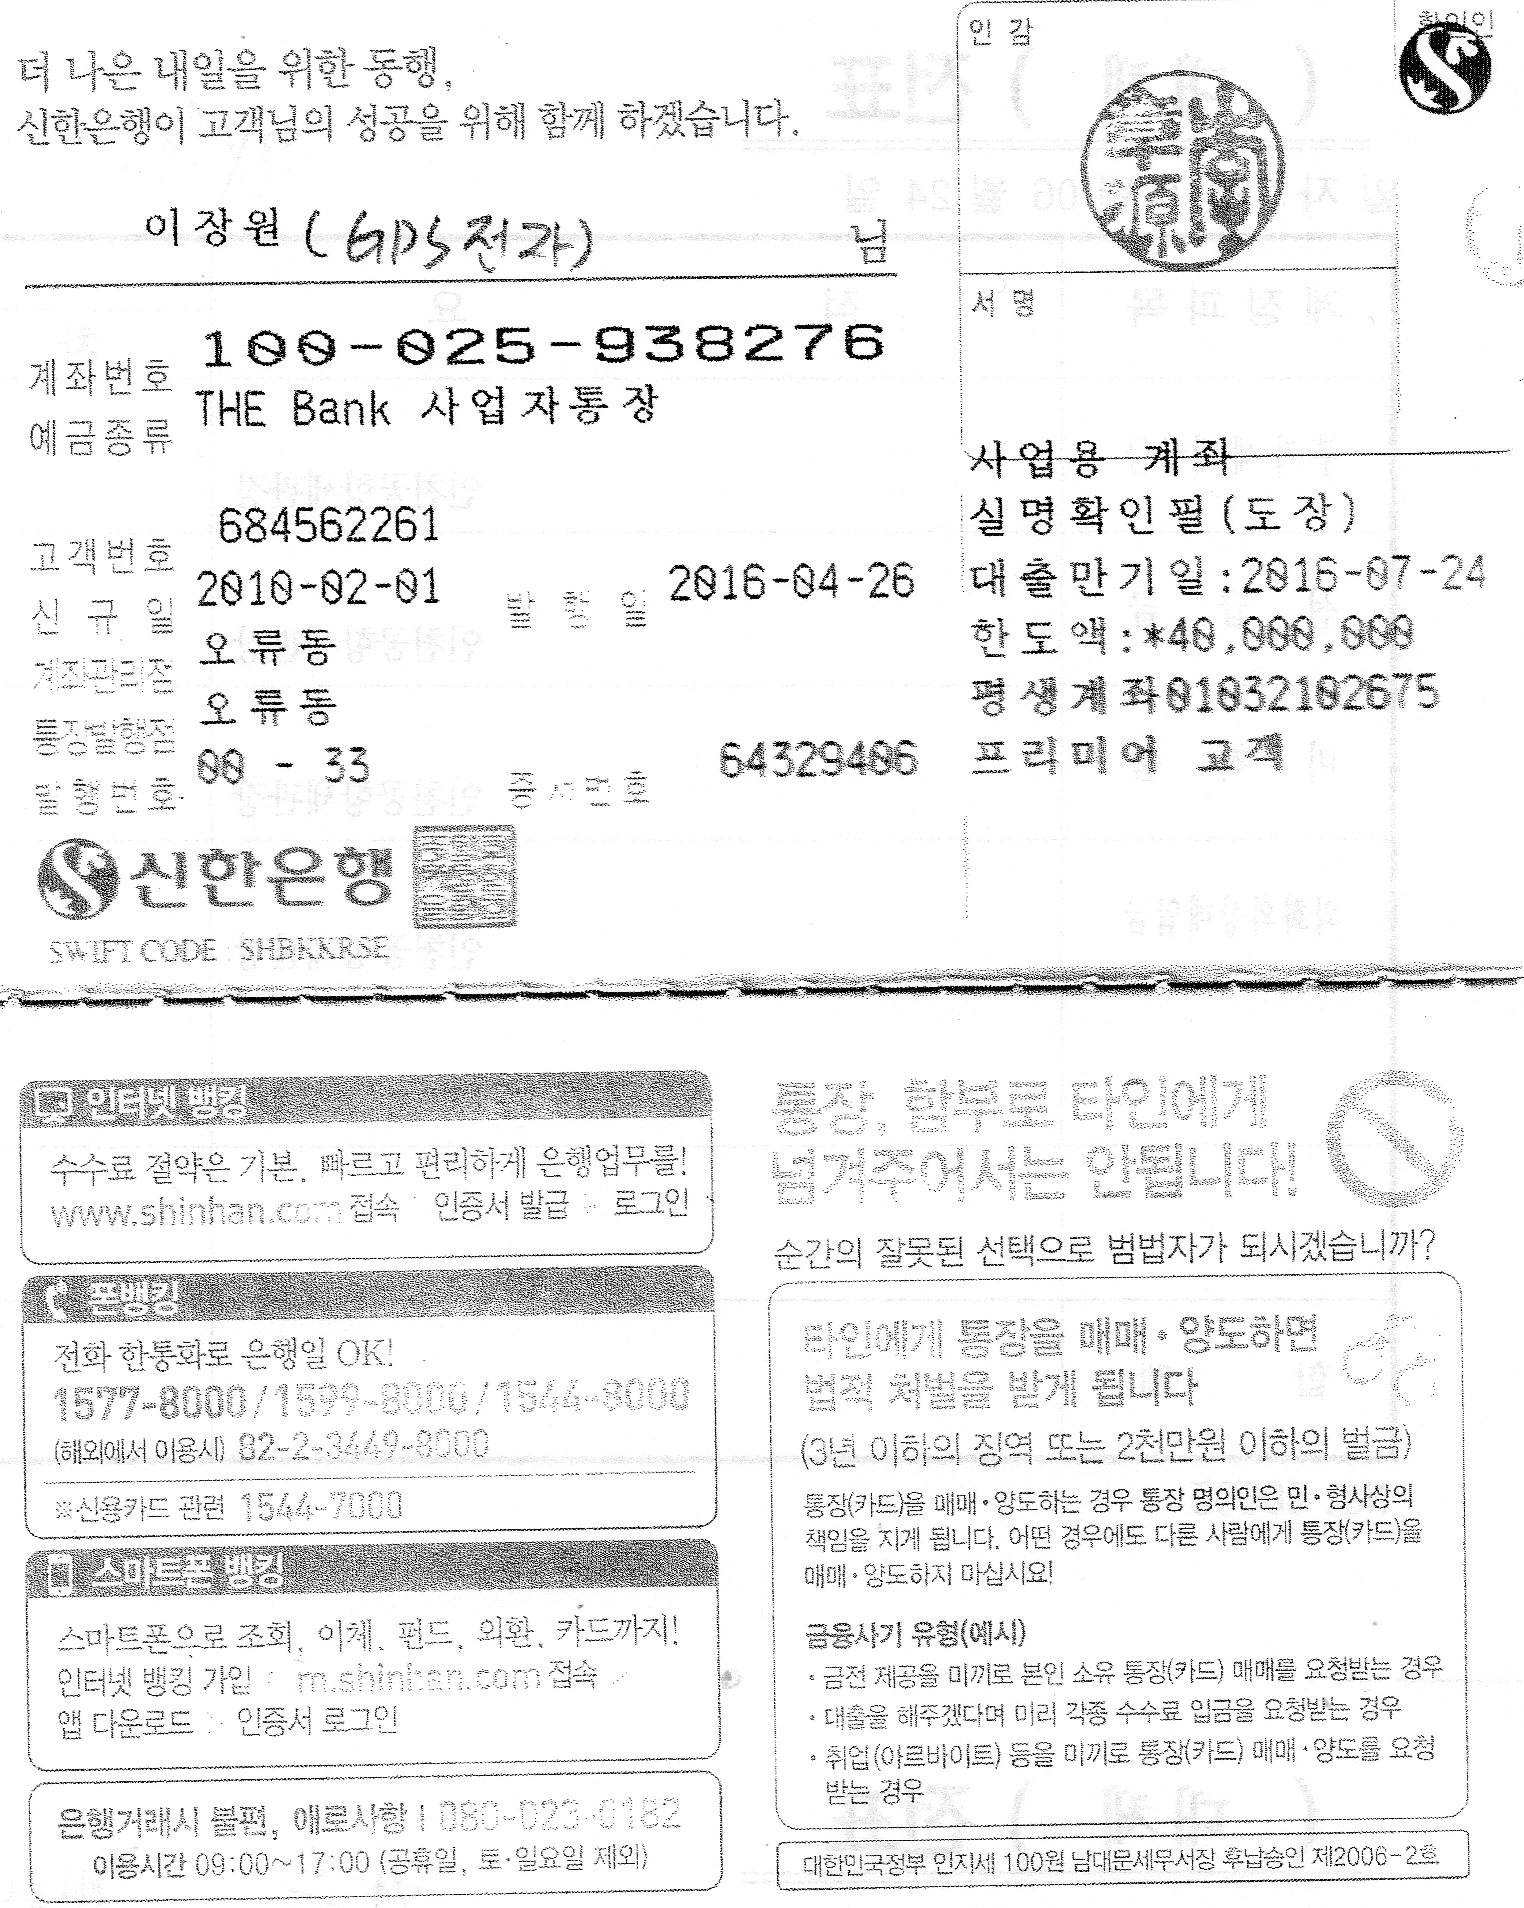 더 나은 내일을 위한 동행,
신한은행이 고객님의 성공을 위해 함께 하겠습니다.
이장원 (GPS전자) 님
계좌번호 100-025-938276
예금종류 THE Bank 사업자통장
고객번호 684562261
신규일 2010-02-01 발행일 2016-04-26
계좌관리점 오류동
통장발행점 오류동
발행번호 00 - 33 증서번호 64329406
신한은행
SWIFT CODE SHBKKRSE
인감
확인인
서명
사업용 계좌
실명확인필(도장)
대출만기일:2016-07-24
한도액:*40,000,000
평생계좌01032102675
프리미어 고객
인터넷 뱅킹
수수료 절약은 기본, 빠르고 편리하게 은행업무를!
www.shinhan.com 접속 인증서 발급 로그인
폰뱅킹
전화 한통화로 은행일 OK!
1577-8000/1599-8000/1544-8000
(해외에서 이용시) 82-2-3449-8000
※신용카드 관련 1544-7000
스마트폰 뱅킹
스마트폰으로 조회, 이체, 펀드, 외환, 카드까지!
인터넷 뱅킹 가입 m.shinhan.com 접속
앱 다운로드 인증서 로그인
은행거래시 불편, 애로사항 | 080-023-0182
이용시간 09:00~17:00 (공휴일, 토·일요일 제외)
통장, 함부로 타인에게
넘겨주어서는 안됩니다!
순간의 잘못된 선택으로 범법자가 되시겠습니까?
타인에게 통장을 매매·양도하면
법적 처벌을 받게 됩니다
(3년 이하의 징역 또는 2천만원 이하의 벌금)
통장(카드)을 매매·양도하는 경우 통장 명의인은 민·형사상의
책임을 지게 됩니다. 어떤 경우에도 다른 사람에게 통장(카드)을
매매·양도하지 마십시요!
금융사기 유형(예시)
· 금전 제공을 미끼로 본인 소유 통장(카드) 매매를 요청받는 경우
· 대출을 해주겠다며 미리 각종 수수료 입금을 요청받는 경우
· 취업(아르바이트) 등을 미끼로 통장(카드) 매매·양도를 요청
받는 경우
대한민국정부 인지세 100원 남대문세무서장 후납승인 제2006-2호